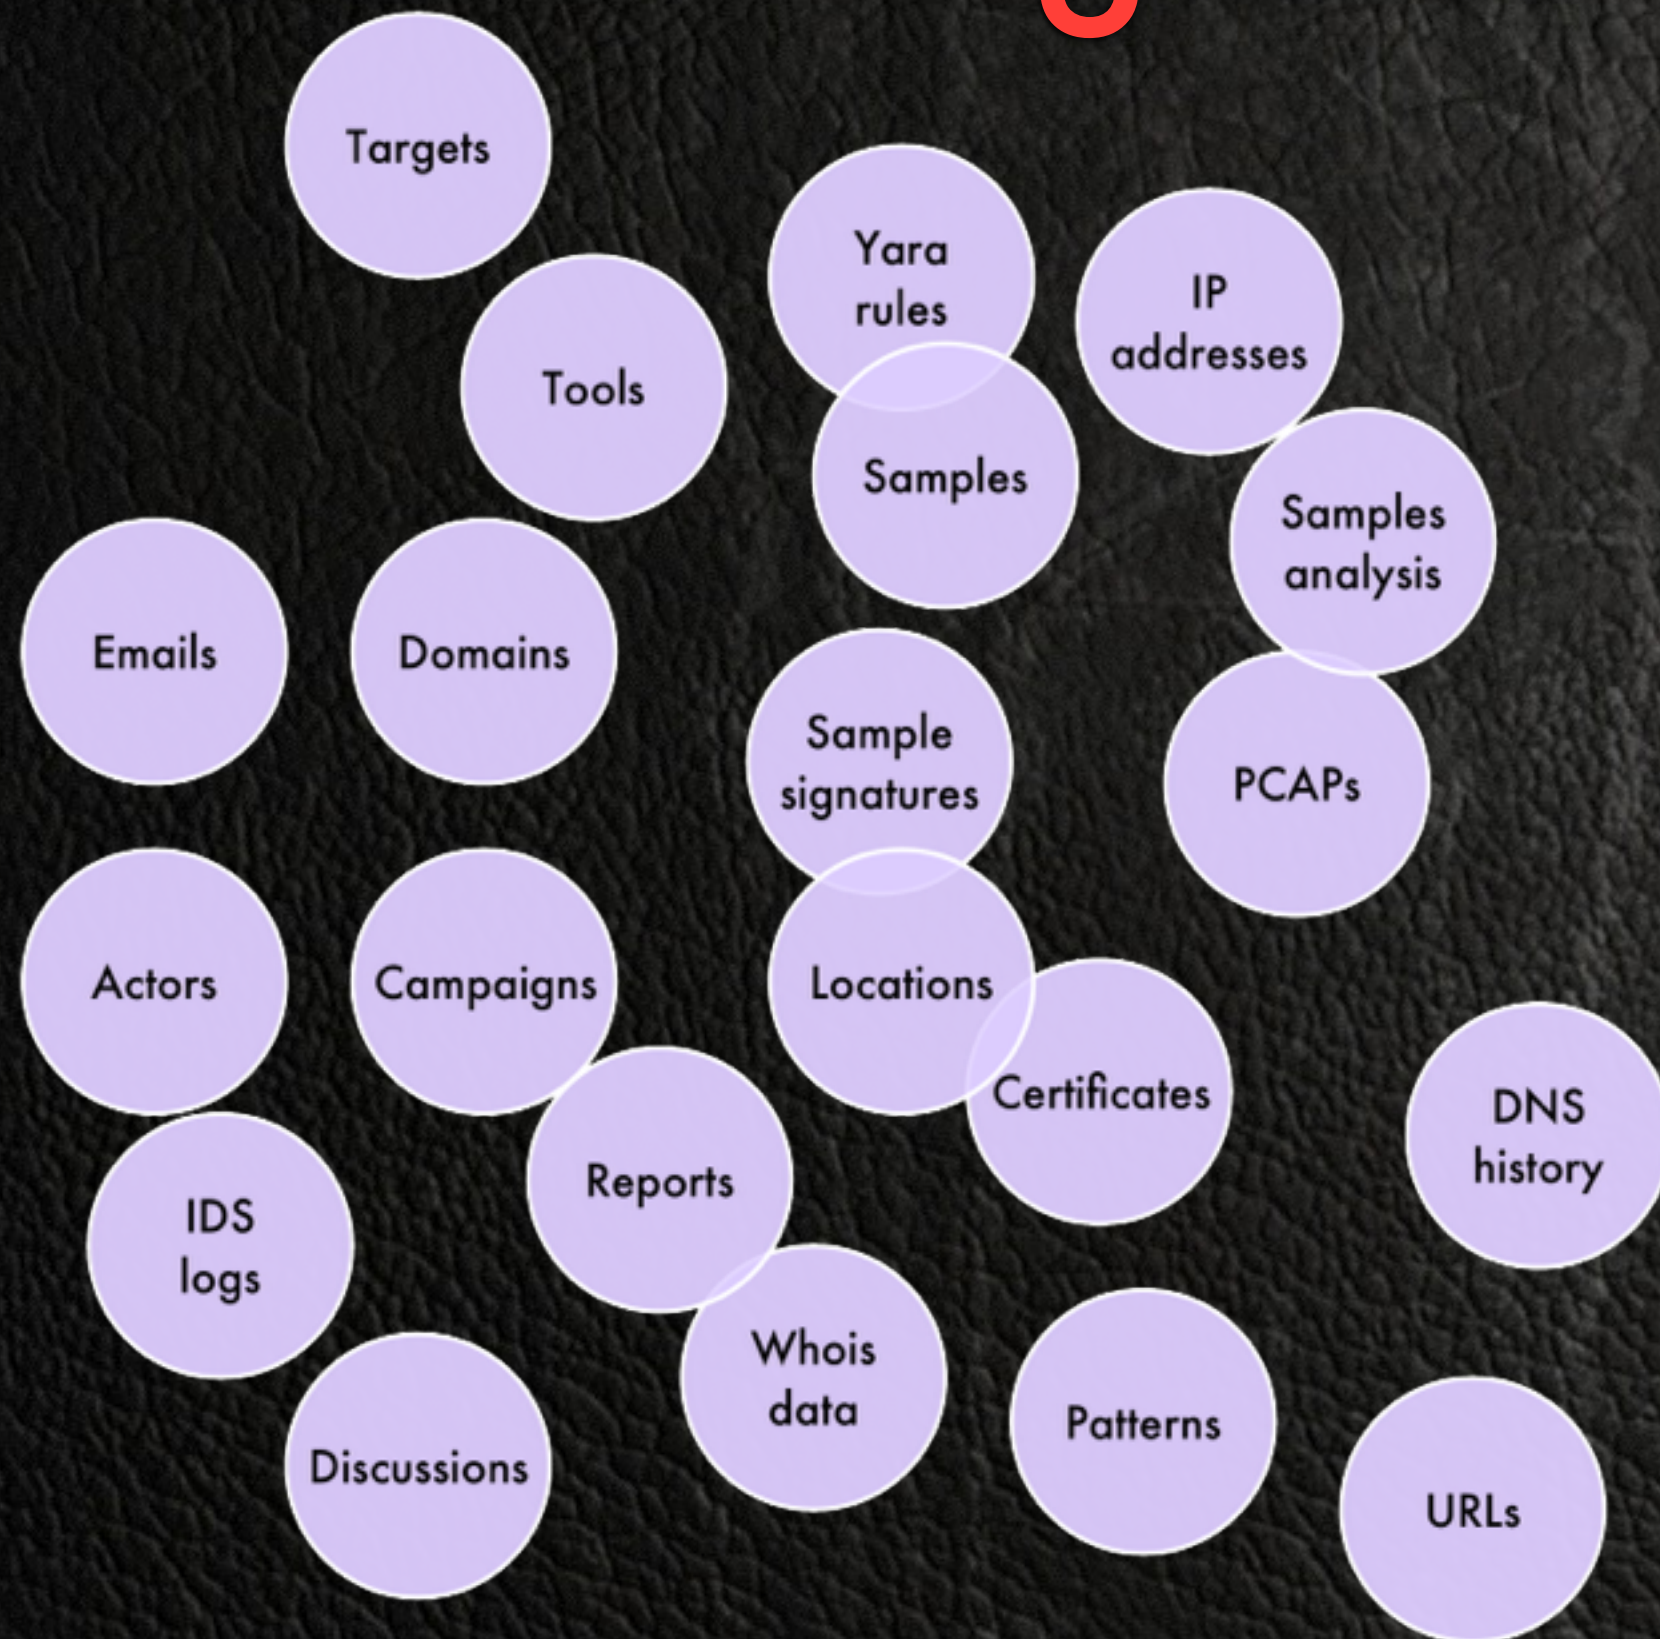 Targets
Yara
rules
IP
addresses
Tools
Samples
Samples
analysis
Emails
Domains
Sample
signatures
PCAPs
Actors
Campaigns
Locations
Certificates
DNS
history
Reports
IDS
logs
Whois
data
Patterns
Discussions
URLs